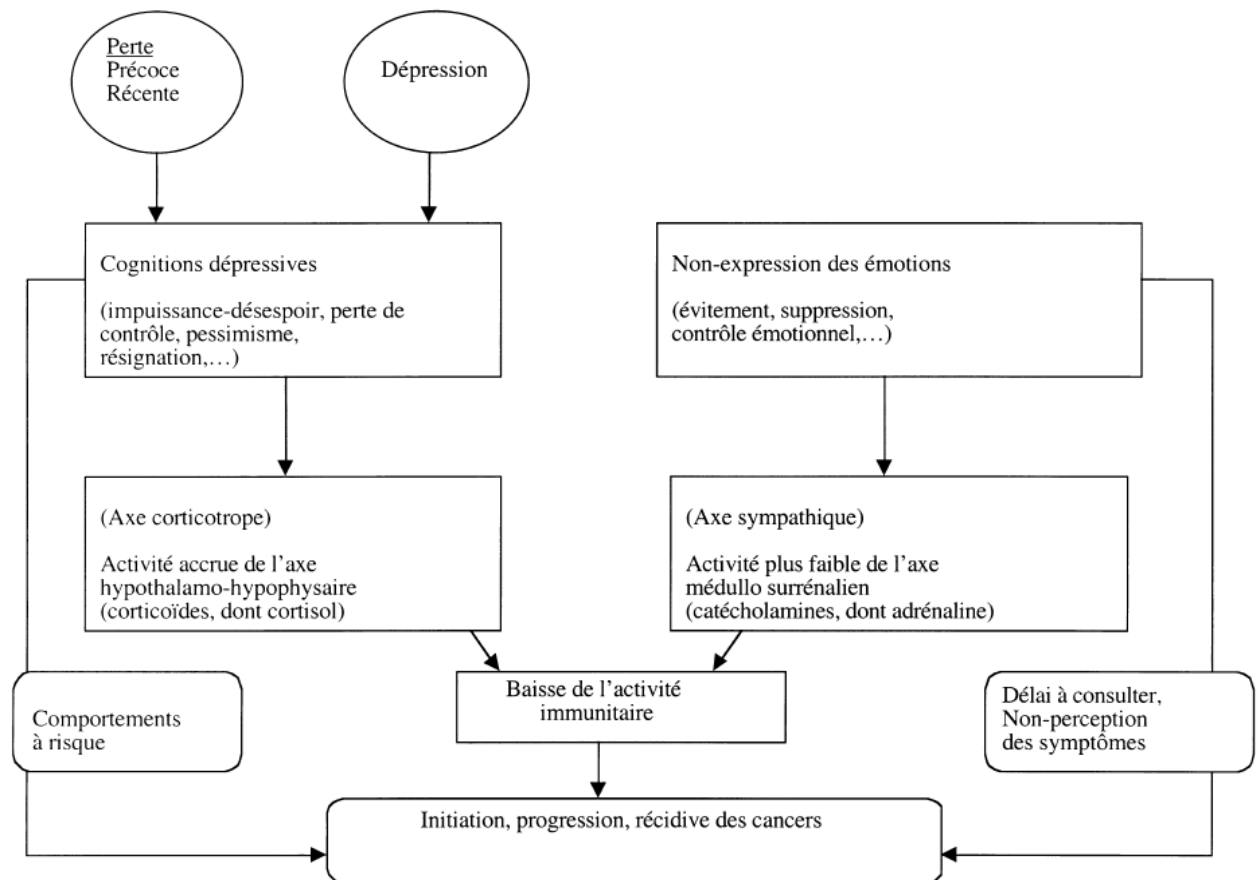 Perte
Précoce
Récente
Dépression
Cognitions dépressives
(impuissance-désespoir, perte de
contrôle, pessimisme,
résignation,…)
Non-expression des émotions
(évitement, suppression,
contrôle émotionnel,…)
(Axe corticotrope)
Activité accrue de l’axe
hypothalamo-hypophysaire
(corticoïdes, dont cortisol)
(Axe sympathique)
Activité plus faible de l’axe
médullo surrénalien
(catécholamines, dont adrénaline)
Baisse de l’activité
immunitaire
Comportements
à risque
Délai à consulter,
Non-perception
des symptômes
Initiation, progression, récidive des cancers